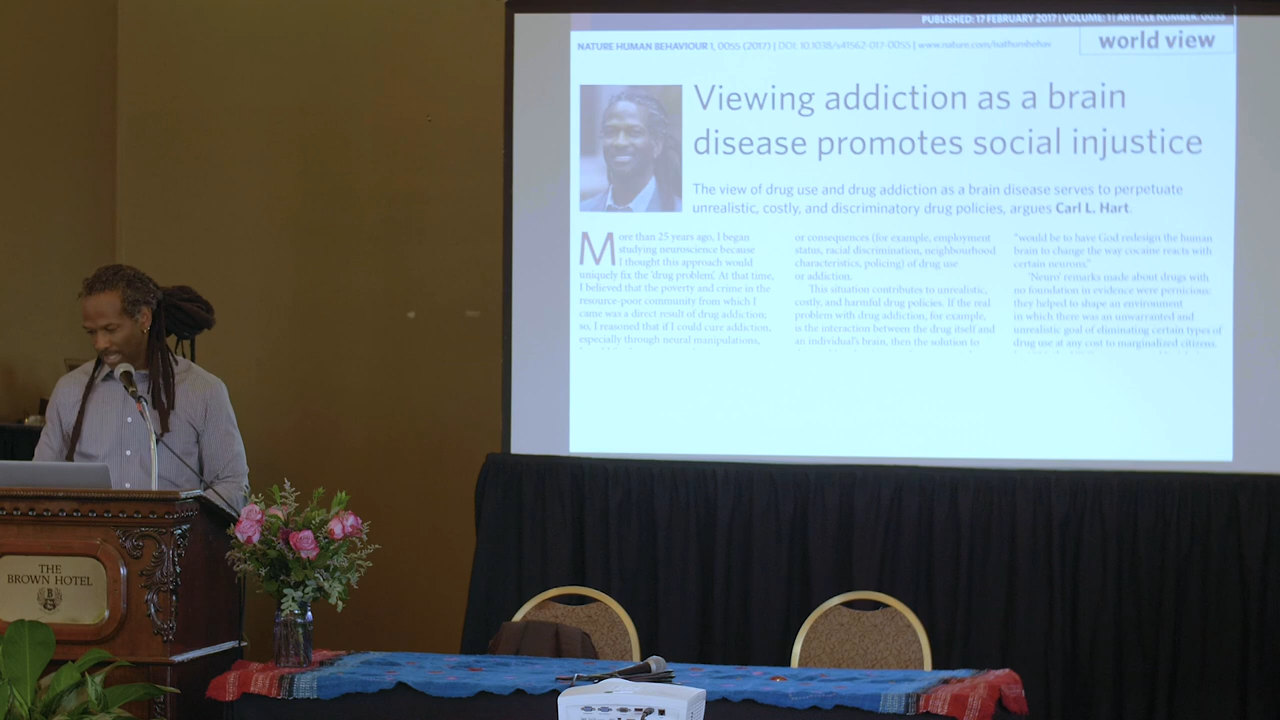 PUBLISHED: 17 FEBRUARY 2017 | VOLUME: 1 | ARTICLE NUMBER: 0055
NATURE HUMAN BEHAVIOUR 1, 0055 (2017) | DOI: 10.1038/s41562-017-0055 | www.nature.com/nathumbehav
world view
Viewing addiction as a brain
disease promotes social injustice
The view of drug use and drug addiction as a brain disease serves to perpetuate
unrealistic, costly, and discriminatory drug policies, argues Carl L. Hart.
More than 25 years ago, I began
studying neuroscience because
I thought this approach would
uniquely fix the 'drug problem'. At that time,
I believed that the poverty and crime in the
resource-poor community from which I
came was a direct result of drug addiction,
so, I reasoned that if I could cure addiction,
especially through neural manipulations,
or consequences (for example, employment
status, racial discrimination, neighbourhood
characteristics, policing) of drug use
or addiction.
This situation contributes to unrealistic,
costly, and harmful drug policies. If the real
problem with drug addiction, for example,
is the interaction between the drug itself and
an individual's brain, then the solution to
"would be to have God redesign the human
brain to change the way cocaine reacts with
certain neurons."
'Neuro' remarks made about drugs with
no foundation in evidence were pernicious:
they helped to shape an environment
in which there was an unwarranted and
unrealistic goal of eliminating certain types of
drug use at any cost to marginalized citizens.
THE
BROWN HOTEL
B